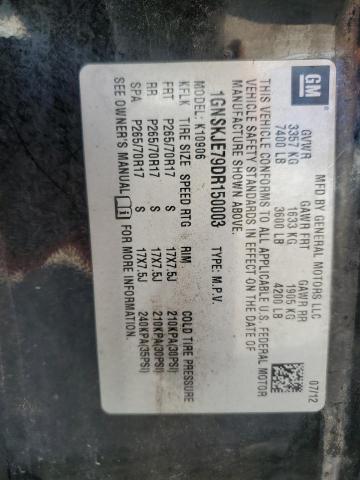 GM
MFD BY GENERAL MOTORS LLC
07/12
GVWR GAWR FRT GAWR RR
3357 KG 1633 KG 1905 KG
7400 LB 3600 LB 4200 LB
THIS VEHICLE CONFORMS TO ALL APPLICABLE U.S. FEDERAL MOTOR
VEHICLE SAFETY STANDARDS IN EFFECT ON THE DATE OF
MANUFACTURE SHOWN ABOVE.
1GNSKJE79DR150003 TYPE: M.P.V.
MODEL: K10906
KFLK TIRE SIZE SPEED RTG RIM COLD TIRE PRESSURE
FRT P265/70R17 S 17X7.5J 210KPA(30PSI)
RR P265/70R17 S 17X7.5J 210KPA(30PSI)
SPA P265/70R17 S 17X7.5J 240KPA(35PSI)
SEE OWNER'S MANUAL FOR MORE INFORMATION.